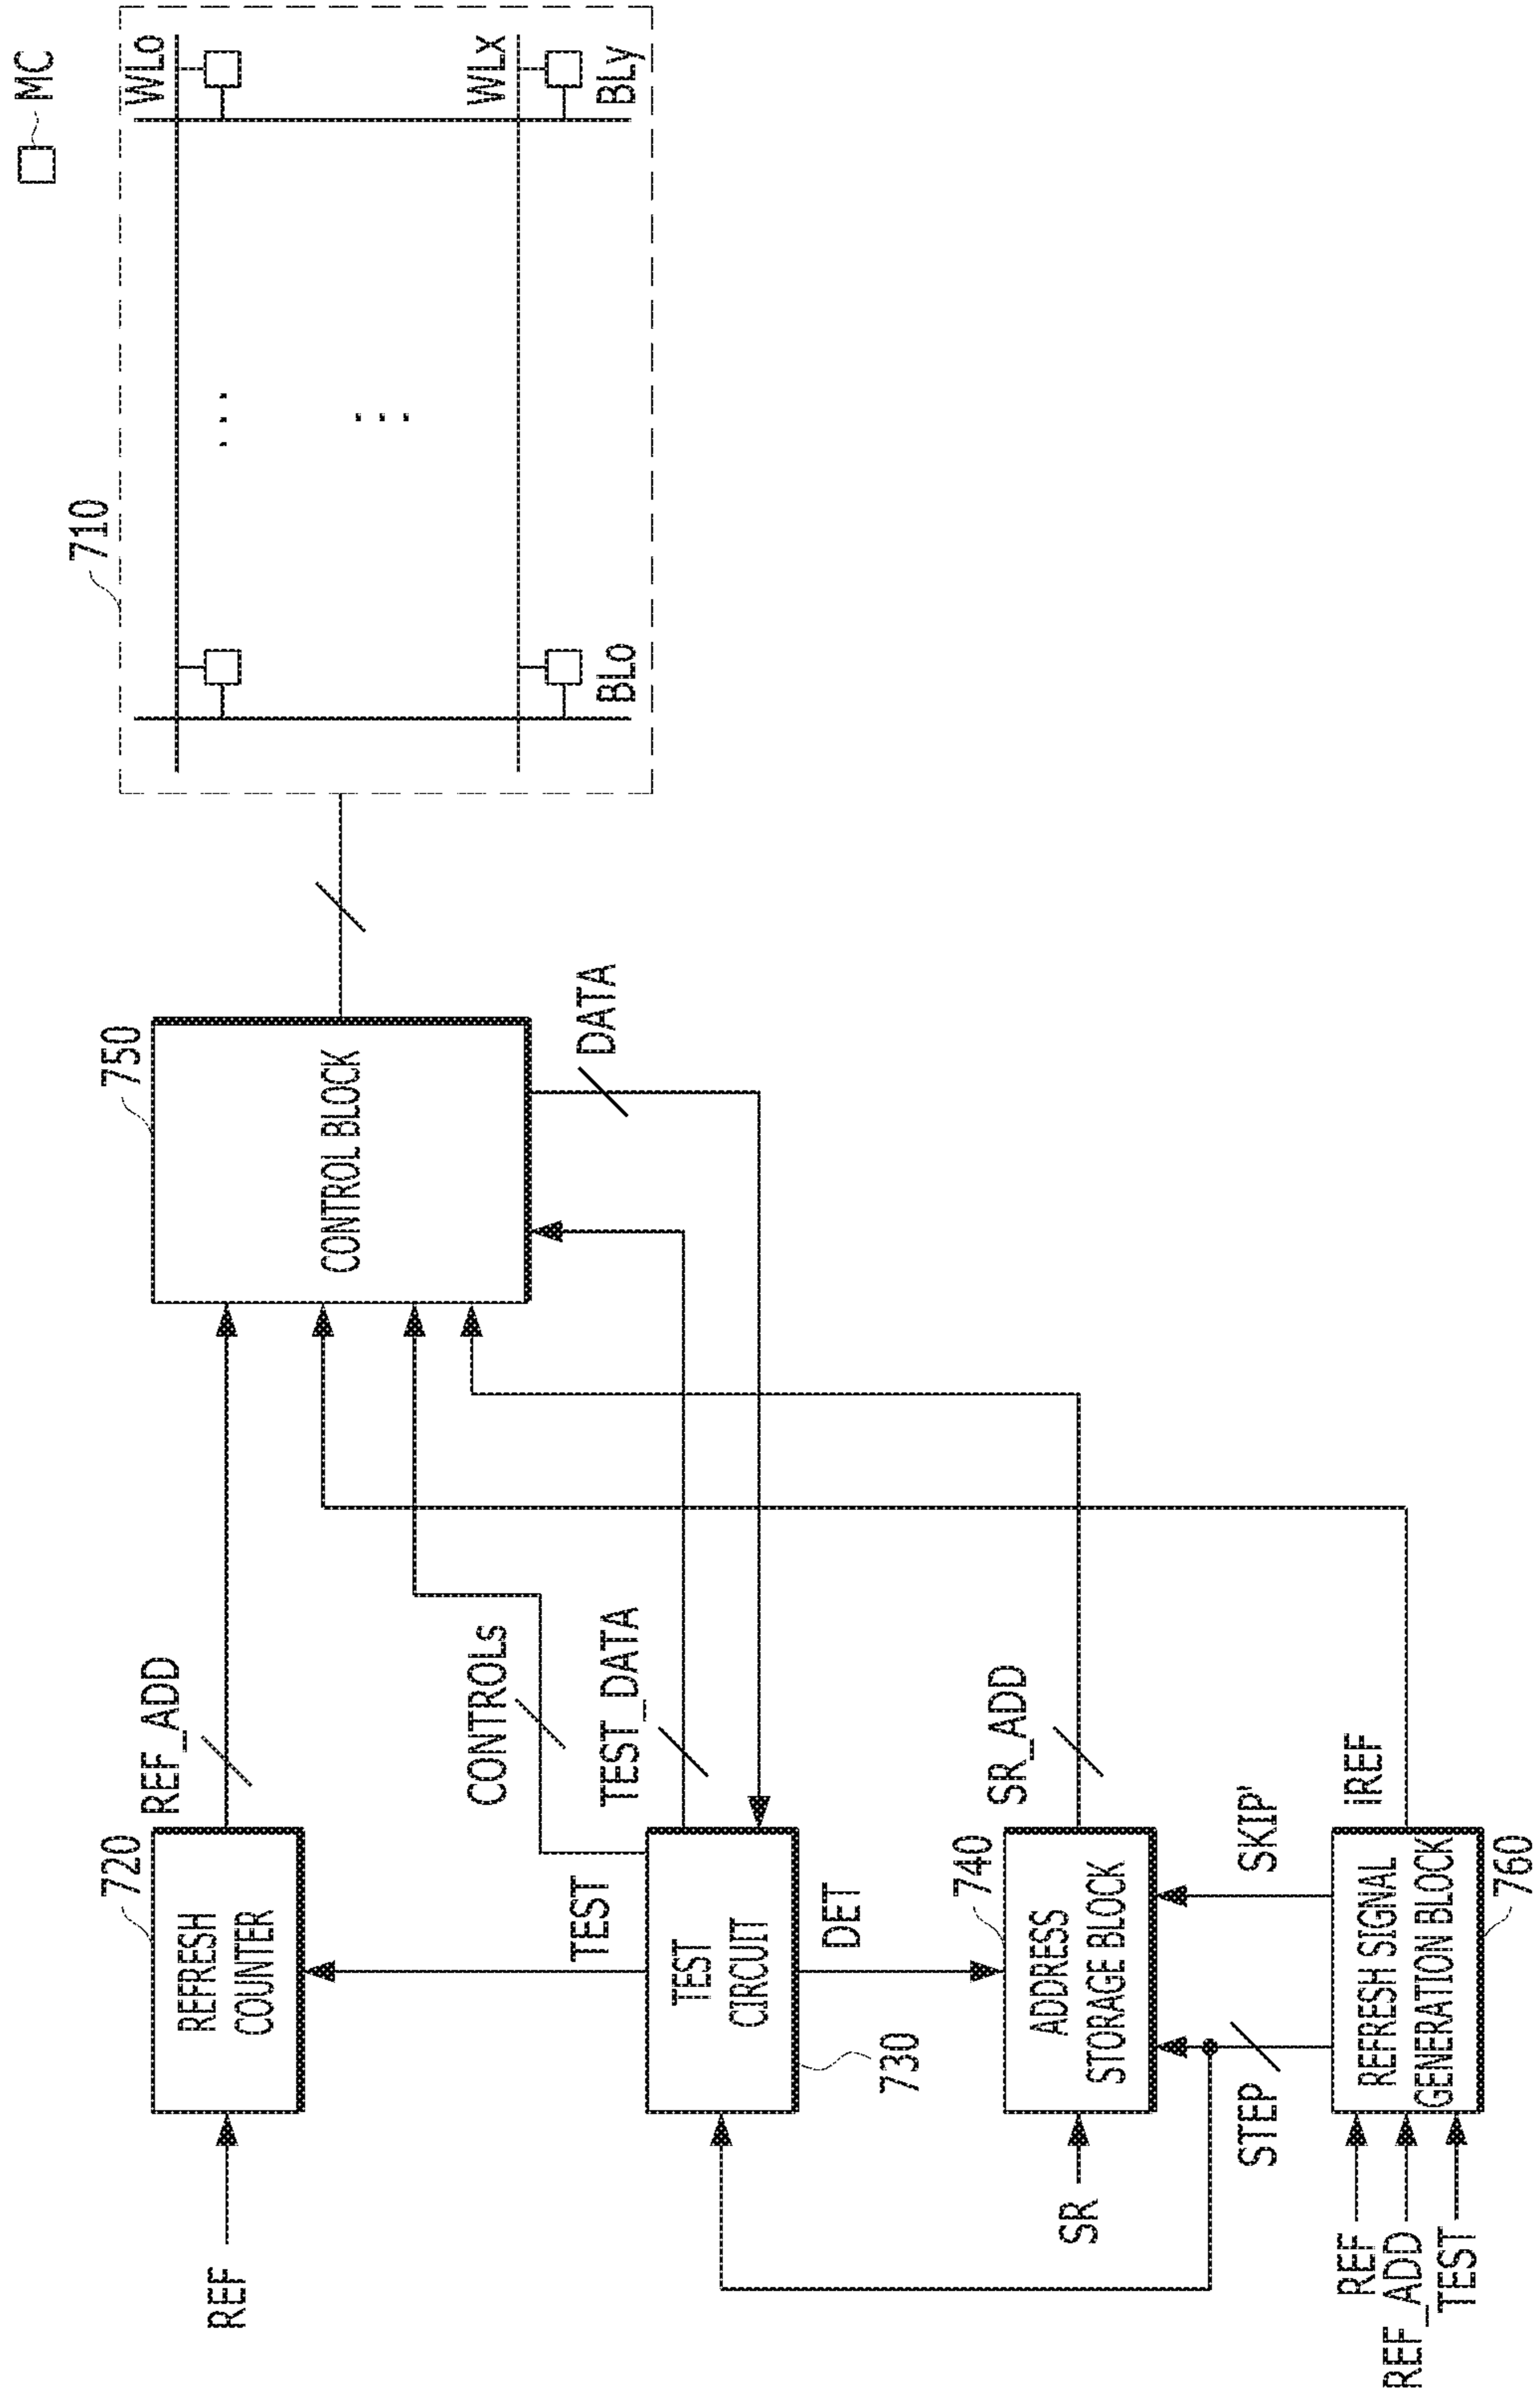 MC
710
WLo
WLx
BLo
BLy
. . .
. . .
750
CONTROL BLOCK
DATA
REF_ADD
CONTROLs
TEST_DATA
SR_ADD
iREF
720
REFRESH
COUNTER
REF
TEST
TEST
CIRCUIT
730
DET
740
ADDRESS
STORAGE BLOCK
SR
STEP
SKIP'
REFRESH SIGNAL
GENERATION BLOCK
760
REF
REF_ADD
TEST